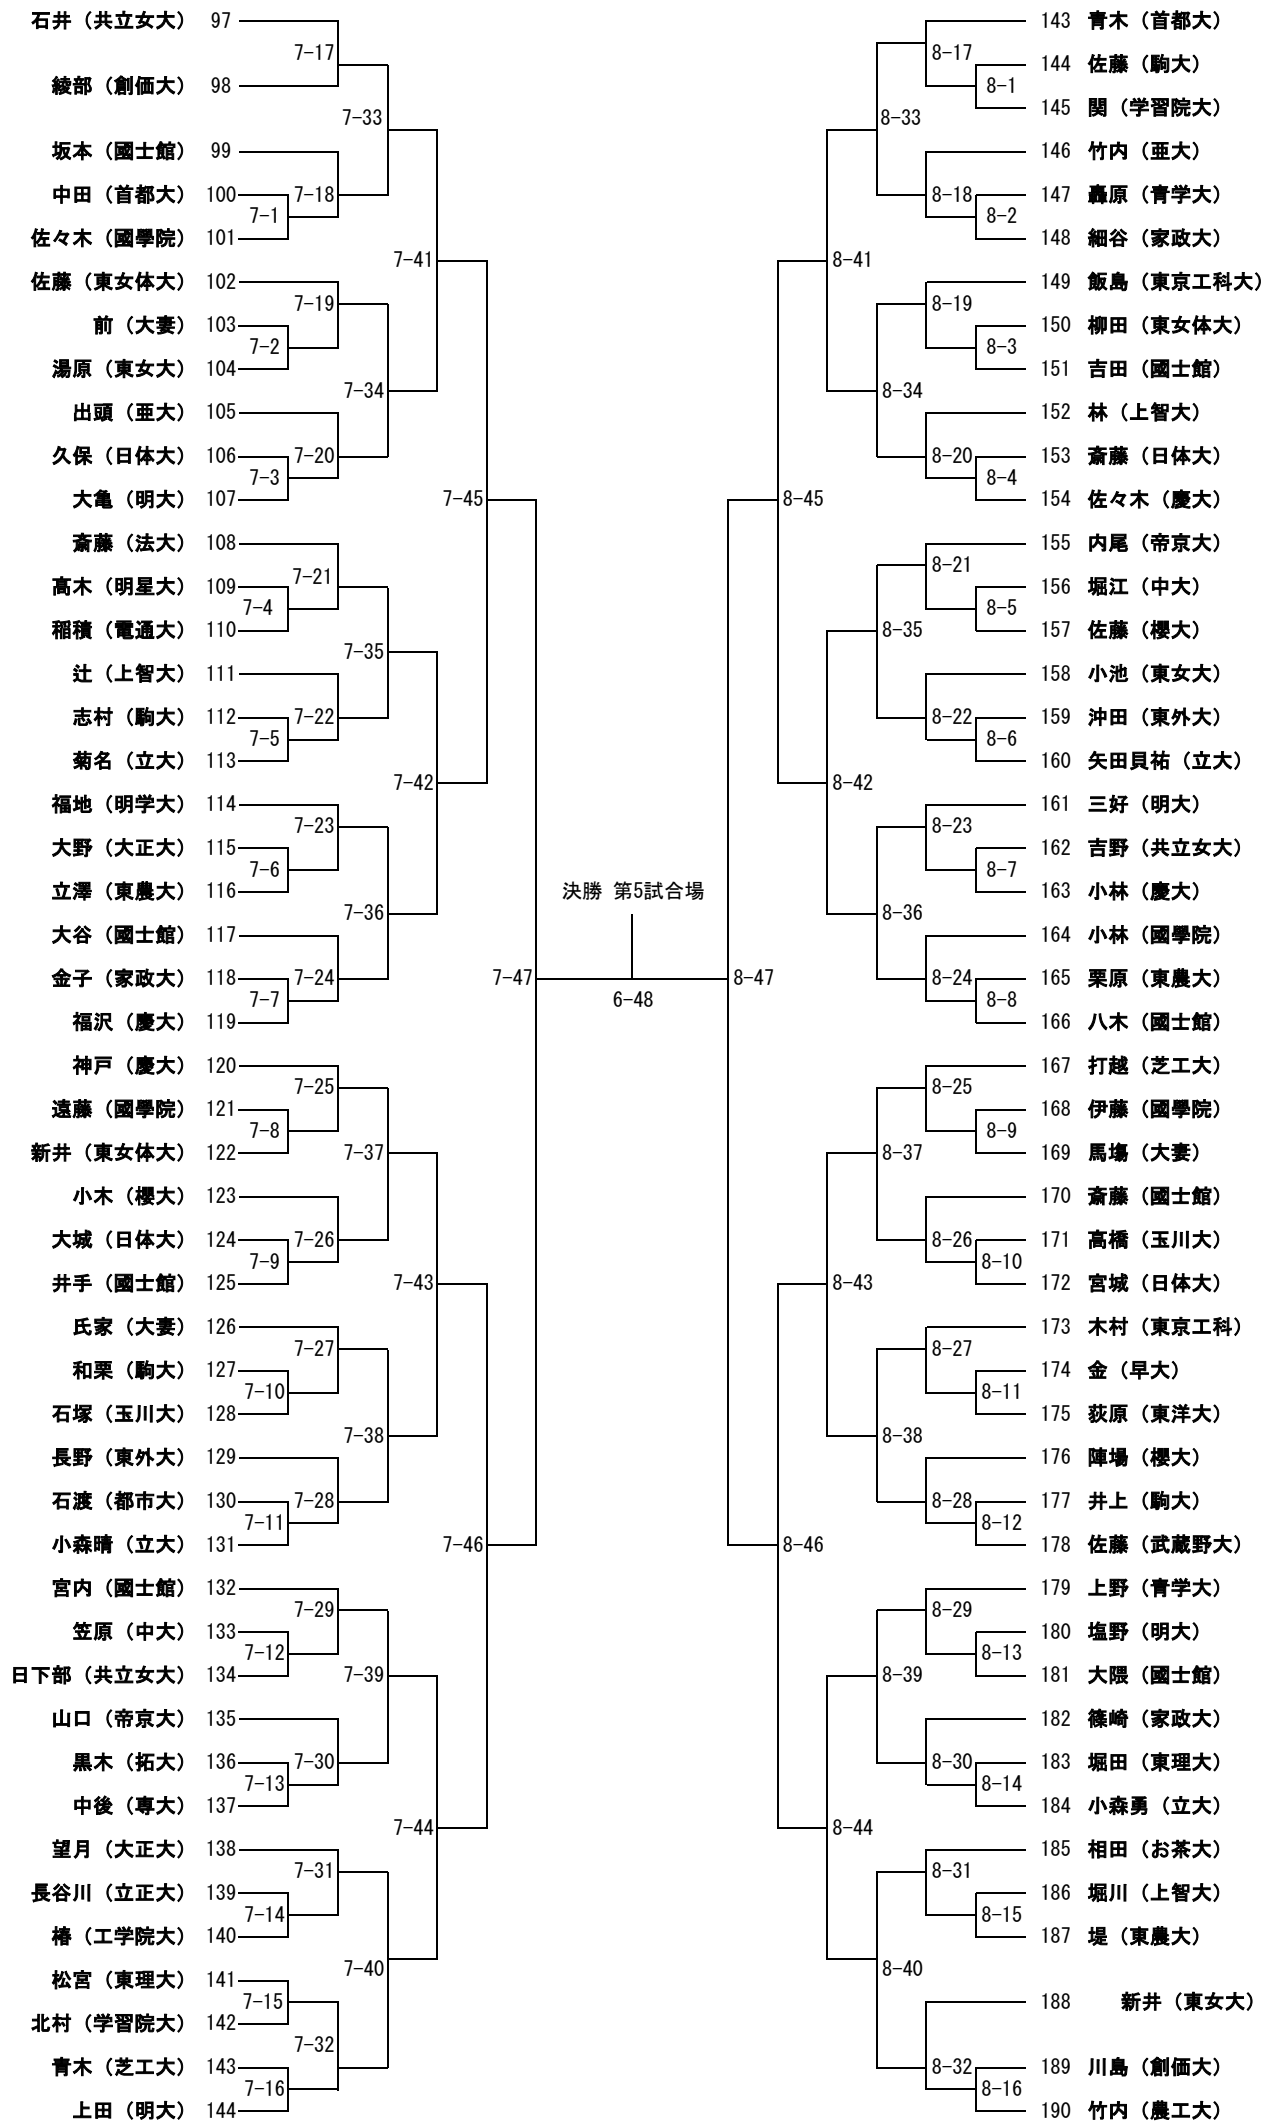 石井（共立女大） 97
7-17
綾部（創価大） 98
7-33
坂本（國士館） 99
中田（首都大） 100
7-18
7-1
佐々木（國學院） 101
7-41
佐藤（東女体大） 102
7-19
前（大妻） 103
7-2
湯原（東女大） 104
7-34
出頭（亜大） 105
久保（日体大） 106
7-20
7-3
大亀（明大） 107
7-45
斎藤（法大） 108
7-21
髙木（明星大） 109
7-4
稲積（電通大） 110
7-35
辻（上智大） 111
志村（駒大） 112
7-22
7-5
菊名（立大） 113
7-42
福地（明学大） 114
7-23
大野（大正大） 115
7-6
立澤（東農大） 116
7-36
大谷（國士館） 117
金子（家政大） 118
7-24
7-7
福沢（慶大） 119
7-47
神戸（慶大） 120
7-25
遠藤（國學院） 121
7-8
新井（東女体大） 122
7-37
小木（櫻大） 123
大城（日体大） 124
7-26
7-9
井手（國士館） 125
7-43
氏家（大妻） 126
7-27
和栗（駒大） 127
7-10
石塚（玉川大） 128
7-38
長野（東外大） 129
石渡（都市大） 130
7-28
7-11
小森晴（立大） 131
7-46
宮内（國士館） 132
7-29
笠原（中大） 133
7-12
日下部（共立女大） 134
7-39
山口（帝京大） 135
黒木（拓大） 136
7-30
7-13
中後（専大） 137
7-44
望月（大正大） 138
7-31
長谷川（立正大） 139
7-14
椿（工学院大） 140
7-40
松宮（東理大） 141
7-15
北村（学習院大） 142
7-32
青木（芝工大） 143
7-16
上田（明大） 144
決勝 第5試合場
6-48
143 青木（首都大）
8-17
144 佐藤（駒大）
8-1
145 関（学習院大）
8-33
146 竹内（亜大）
8-18
147 轟原（青学大）
8-2
148 細谷（家政大）
8-41
149 飯島（東京工科大）
8-19
150 柳田（東女体大）
8-3
151 吉田（國士館）
8-34
152 林（上智大）
8-20
153 斎藤（日体大）
8-4
154 佐々木（慶大）
8-45
155 内尾（帝京大）
8-21
156 堀江（中大）
8-5
157 佐藤（櫻大）
8-35
158 小池（東女大）
8-22
159 沖田（東外大）
8-6
160 矢田貝祐（立大）
8-42
161 三好（明大）
8-23
162 吉野（共立女大）
8-7
163 小林（慶大）
8-36
164 小林（國學院）
8-24
165 栗原（東農大）
8-8
166 八木（國士館）
8-47
167 打越（芝工大）
8-25
168 伊藤（國學院）
8-9
169 馬塲（大妻）
8-37
170 斎藤（國士館）
8-26
171 高橋（玉川大）
8-10
172 宮城（日体大）
8-43
173 木村（東京工科）
8-27
174 金（早大）
8-11
175 荻原（東洋大）
8-38
176 陣場（櫻大）
8-28
177 井上（駒大）
8-12
178 佐藤（武蔵野大）
8-46
179 上野（青学大）
8-29
180 塩野（明大）
8-13
181 大隈（國士館）
8-39
182 篠崎（家政大）
8-30
183 堀田（東理大）
8-14
184 小森勇（立大）
8-44
185 相田（お茶大）
8-31
186 堀川（上智大）
8-15
187 堤（東農大）
8-40
188 新井（東女大）
8-32
189 川島（創価大）
8-16
190 竹内（農工大）